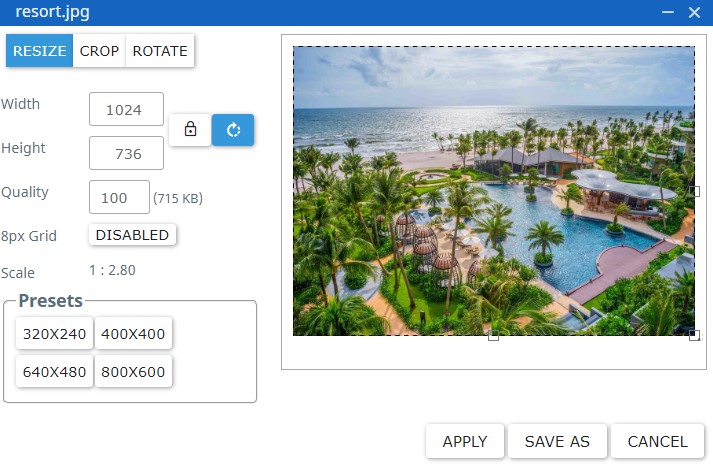 resort.jpg
RESIZE CROP ROTATE
Width 1024
Height 736
Quality 100 (715 KB)
8px Grid DISABLED
Scale 1 : 2.80
Presets
320X240 400X400
640X480 800X600
APPLY SAVE AS CANCEL